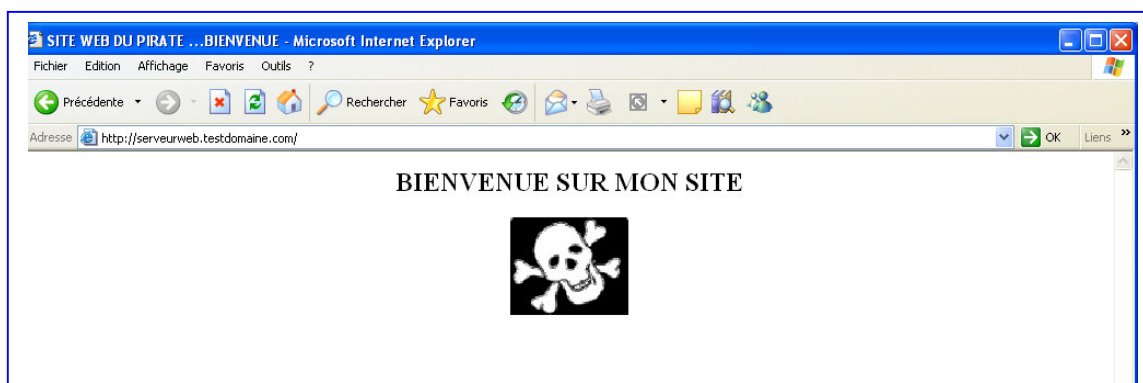 SITE WEB DU PIRATE ...BIENVENUE - Microsoft Internet Explorer
Fichier Edition Affichage Favoris Outils ?
Précédente Rechercher Favoris
Adresse http://serveurweb.testdomaine.com/ OK Liens »
BIENVENUE SUR MON SITE